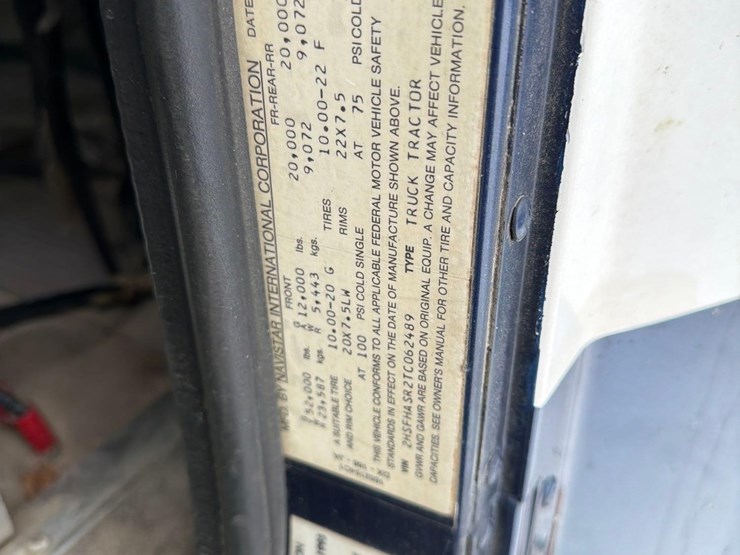 MFD. BY NAVISTAR INTERNATIONAL CORPORATION DATE
FRONT FR-REAR-RR
52,000 lbs. G A 12,000 lbs. 20,000 20,000
23,587 kgs. W R 5,443 kgs. 9,072 9,072
A SUITABLE TIRE 10.00-20 G TIRES 10.00-22 F
AND RIM CHOICE 20X7.5LW RIMS 22X7.5
AT 100 PSI COLD SINGLE AT 75 PSI COLD
THIS VEHICLE CONFORMS TO ALL APPLICABLE FEDERAL MOTOR VEHICLE SAFETY
STANDARDS IN EFFECT ON THE DATE OF MANUFACTURE SHOWN ABOVE.
VIN 2HSFHASR2TC062489 TYPE TRUCK TRACTOR
GVWR AND GAWR ARE BASED ON ORIGINAL EQUIP. A CHANGE MAY AFFECT VEHICLE
CAPACITIES. SEE OWNER'S MANUAL FOR OTHER TIRE AND CAPACITY INFORMATION.